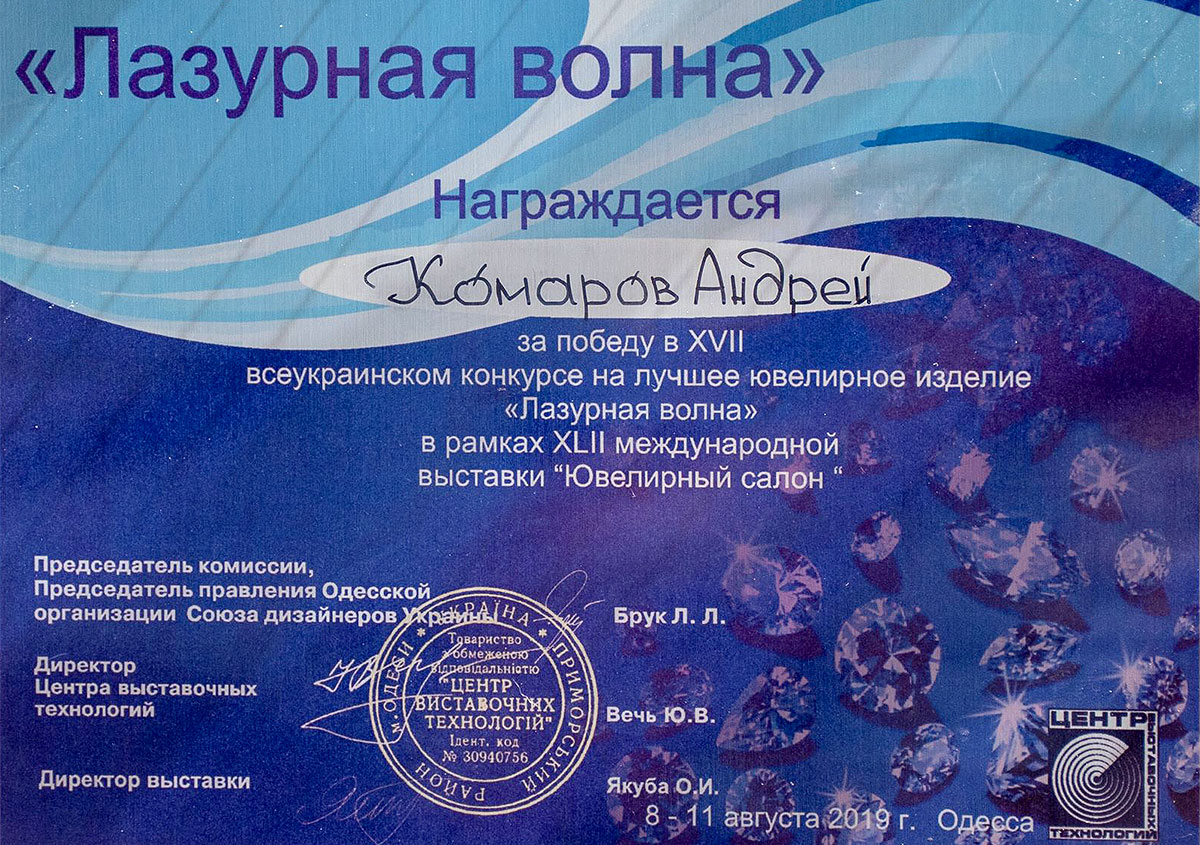 «Лазурная волна»
Награждается
Комаров Андрей
за победу в XVII
всеукраинском конкурсе на лучшее ювелирное изделие
«Лазурная волна»
в рамках XLII международной
выставки “Ювелирный салон “
Председатель комиссии,
Председатель правления Одесской
организации Союза дизайнеров Украины
Брук Л. Л.
Директор
Центра выставочных
технологий
Вечь Ю.В.
Директор выставки
Якуба О.И.
УКРАЇНА * ПРИМОРСЬКИЙ РАЙОН м. ОДЕСИ *
Товариство
з обмеженою
відповідальністю
"ЦЕНТР
ВИСТАВОЧНИХ
ТЕХНОЛОГІЙ"
Ідент. код
№ 30940756
8 - 11 августа 2019 г. Одесса
ЦЕНТР
ВЫСТАВОЧНЫХ
ТЕХНОЛОГИЙ